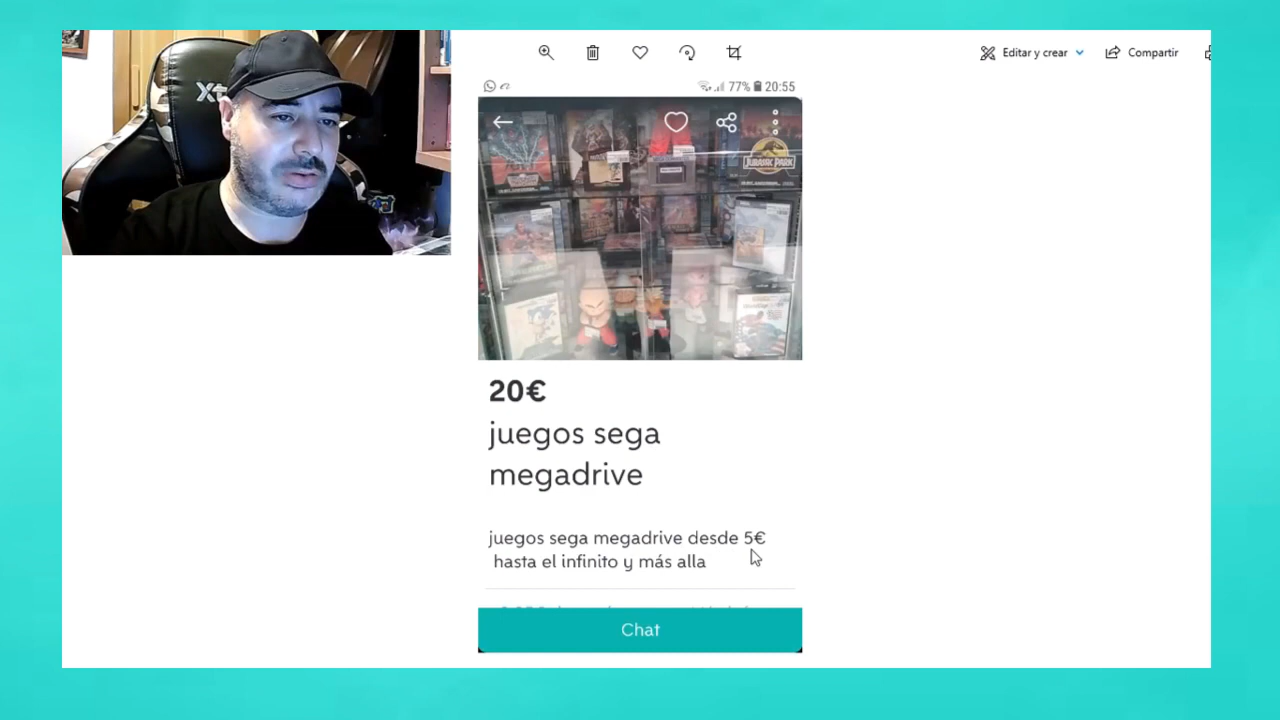 Xt
Editar y crear
Compartir
77% 20:55
JURASSIC PARK
20€
juegos sega
megadrive
juegos sega megadrive desde 5€
hasta el infinito y más alla
Chat